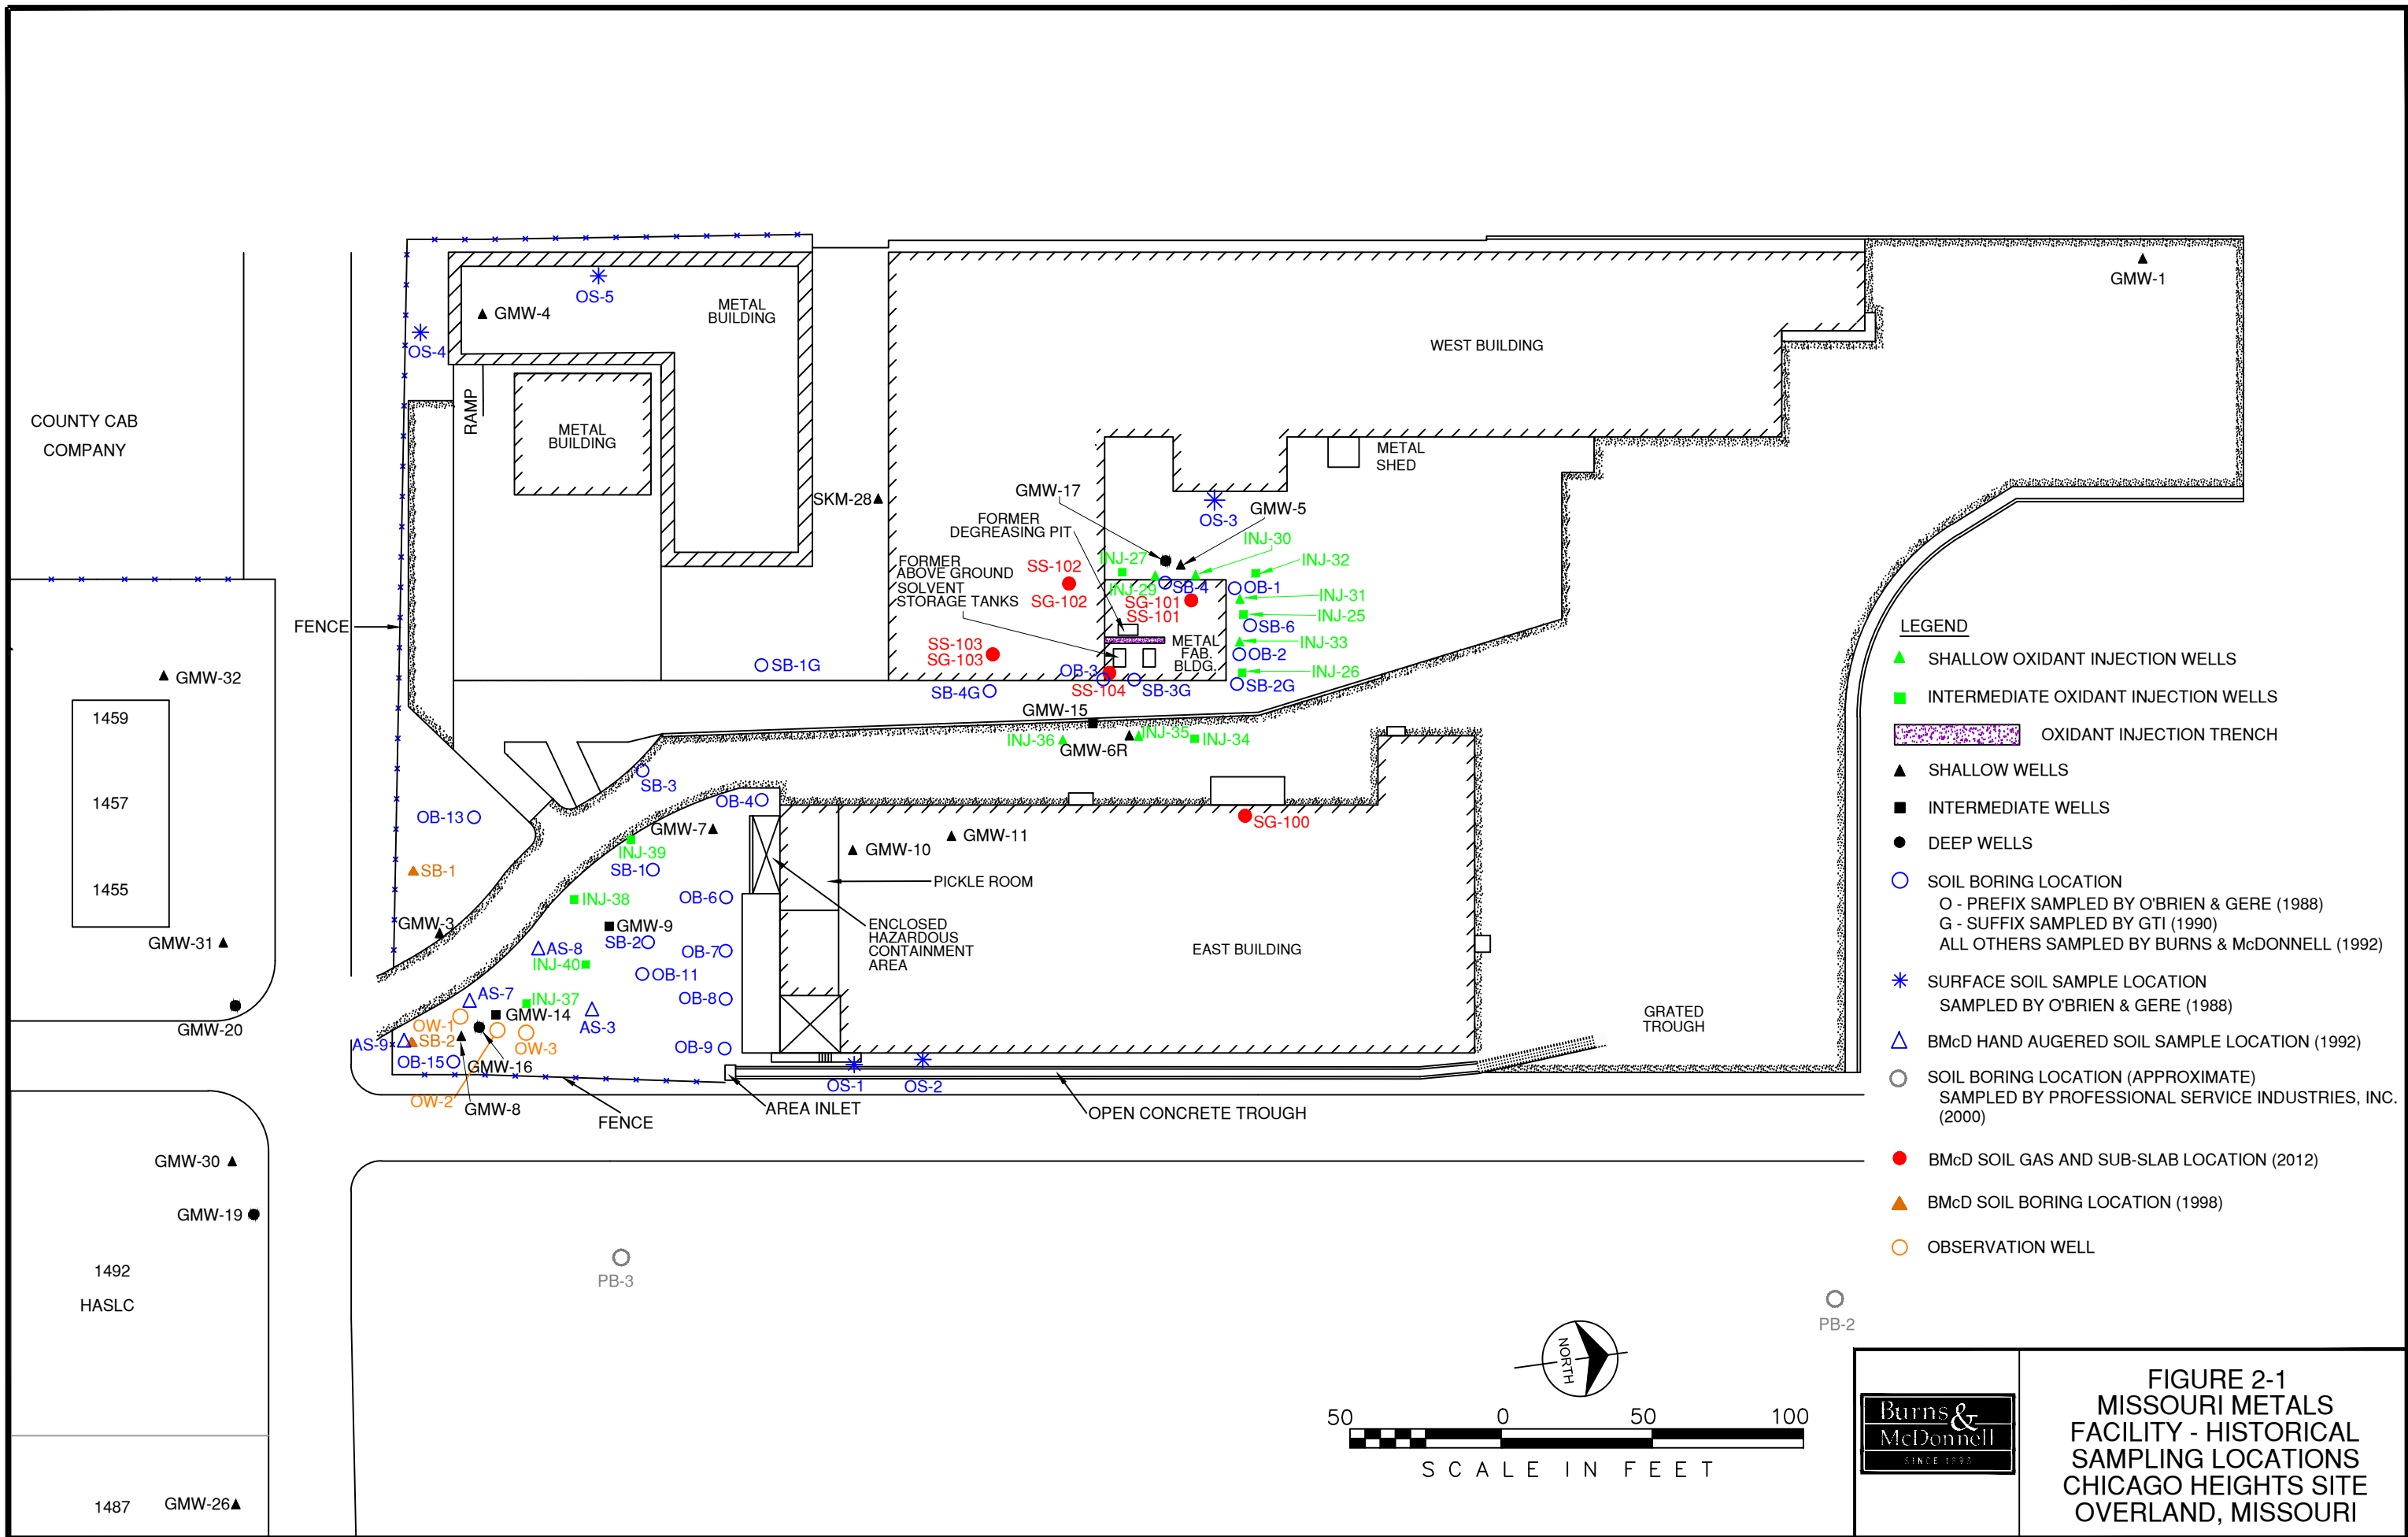 OS-5
GMW-4
METAL
BUILDING
OS-4
GMW-1
WEST BUILDING
COUNTY CAB
COMPANY
RAMP
METAL
BUILDING
METAL
SHED
SKM-28
GMW-17
OS-3
GMW-5
FORMER
DEGREASING PIT
INJ-30
INJ-27
INJ-32
FORMER
ABOVE GROUND
SOLVENT
STORAGE TANKS
SS-102
SG-102
INJ-29
SB-4
OB-1
SG-101
SS-101
INJ-31
INJ-25
SB-6
FENCE
INJ-33
METAL
FAB.
BLDG.
OB-2
SS-103
SG-103
SB-1G
OB-3
INJ-26
SB-4G
SS-104
SB-3G
SB-2G
GMW-15
INJ-36
INJ-35
INJ-34
GMW-6R
GMW-32
1459
1457
1455
GMW-31
GMW-20
SB-3
OB-4
OB-13
GMW-7
SG-100
INJ-39
GMW-10
GMW-11
SB-1
SB-1
PICKLE ROOM
OB-6
INJ-38
GMW-3
GMW-9
ENCLOSED
HAZARDOUS
CONTAINMENT
AREA
SB-2
AS-8
OB-7
EAST BUILDING
INJ-40
OB-11
AS-7
INJ-37
OB-8
GMW-14
AS-3
OW-1
GRATED
TROUGH
AS-9
SB-2
OW-3
OB-9
OB-15
GMW-16
OS-1
OS-2
OW-2
GMW-8
FENCE
AREA INLET
OPEN CONCRETE TROUGH
GMW-30
GMW-19
1492
HASLC
PB-3
PB-2
1487
GMW-26
LEGEND
SHALLOW OXIDANT INJECTION WELLS
INTERMEDIATE OXIDANT INJECTION WELLS
OXIDANT INJECTION TRENCH
SHALLOW WELLS
INTERMEDIATE WELLS
DEEP WELLS
SOIL BORING LOCATION
O - PREFIX SAMPLED BY O'BRIEN & GERE (1988)
G - SUFFIX SAMPLED BY GTI (1990)
ALL OTHERS SAMPLED BY BURNS & McDONNELL (1992)
SURFACE SOIL SAMPLE LOCATION
SAMPLED BY O'BRIEN & GERE (1988)
BMcD HAND AUGERED SOIL SAMPLE LOCATION (1992)
SOIL BORING LOCATION (APPROXIMATE)
SAMPLED BY PROFESSIONAL SERVICE INDUSTRIES, INC.
(2000)
BMcD SOIL GAS AND SUB-SLAB LOCATION (2012)
BMcD SOIL BORING LOCATION (1998)
OBSERVATION WELL
NORTH
50 0 50 100
SCALE IN FEET
Burns &
McDonnell
SINCE 1898
FIGURE 2-1
MISSOURI METALS
FACILITY - HISTORICAL
SAMPLING LOCATIONS
CHICAGO HEIGHTS SITE
OVERLAND, MISSOURI